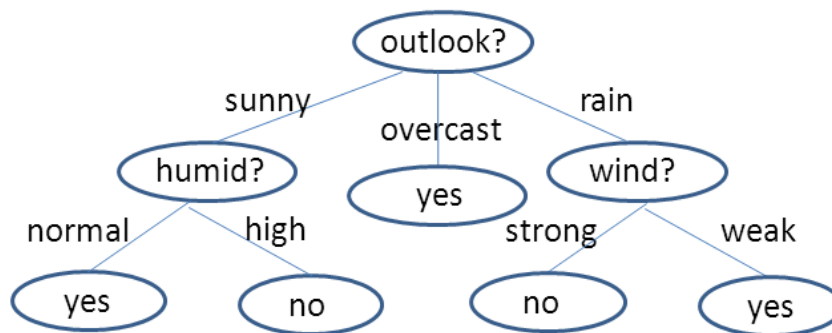 outlook?
sunny
overcast
rain
humid?
yes
wind?
normal
high
strong
weak
yes
no
no
yes